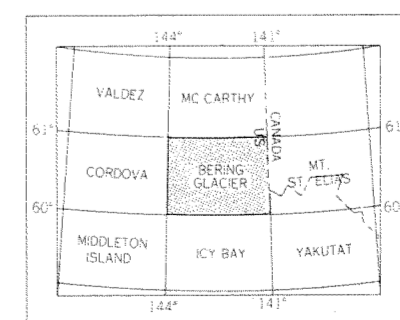 144° 141°
VALDEZ MC CARTHY
61° 61
CANADA
US
CORDOVA BERING GLACIER MT. ST. ELIAS
60° 60
MIDDLETON ISLAND ICY BAY YAKUTAT
144° 141°